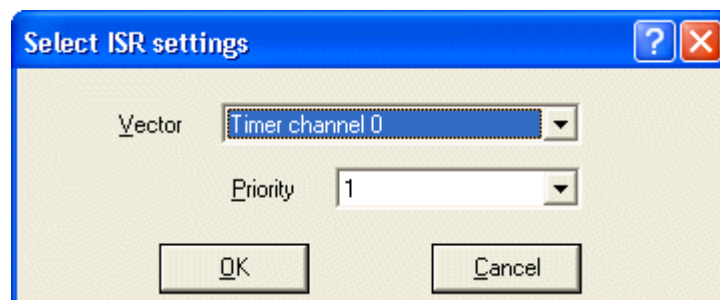 Select ISR settings
Vector Timer channel 0
Priority 1
OK Cancel